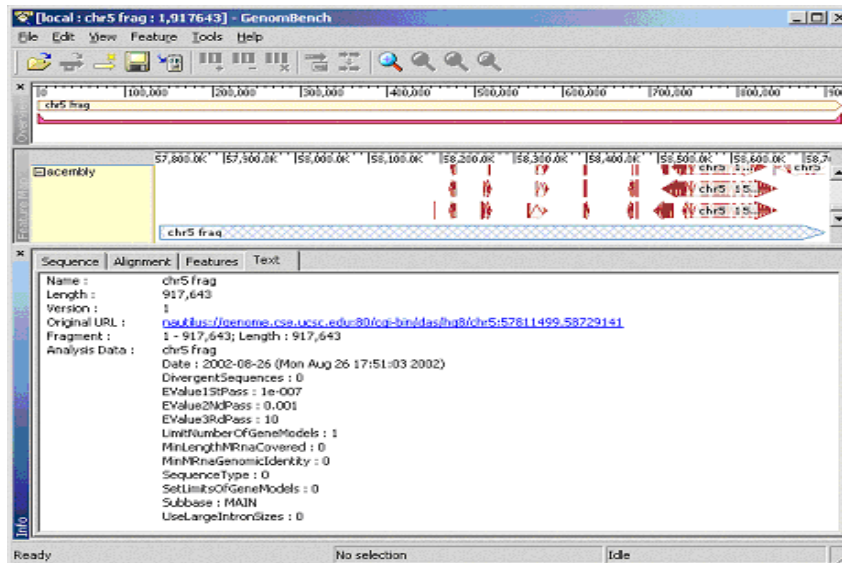 [local : chr5 frag : 1,917643] - GenomBench
File Edit View Feature Tools Help
0 100,000 200,000 300,000 400,000 500,000 600,000 700,000 800,000 900
chr5 frag
57,800.0K 57,900.0K 58,000.0K 58,100.0K 58,200.0K 58,300.0K 58,400.0K 58,500.0K 58,600.0K 58,7
acembly
chr5 frag
Sequence Alignment Features Text
Name : chr5 frag
Length : 917,643
Version : 1
Original URL : nautilus://genome.cse.ucsc.edu:80/cgi-bin/das/hg8/chr5:57811499.58729141
Fragment : 1 - 917,643; Length : 917,643
Analysis Data : chr5 frag
Date : 2002-08-26 (Mon Aug 26 17:51:03 2002)
DivergentSequences : 0
EValue1StPass : 1e-007
EValue2NdPass : 0.001
EValue3RdPass : 10
LimitNumberOfGeneModels : 1
MinLengthMRnaCovered : 0
MinMRnaGenomicIdentity : 0
SequenceType : 0
SetLimitsOfGeneModels : 0
Subbase : MAIN
UseLargeIntronSizes : 0
Info
Ready No selection Idle